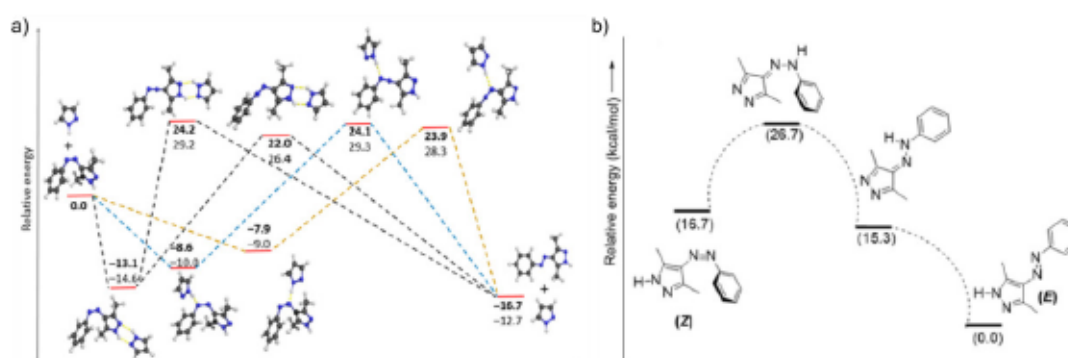 a)
Relative energy
+
0.0
−13.1
−14.6
−8.6
−10.0
−7.9
−9.0
24.2
29.2
22.0
26.4
24.1
29.3
23.9
28.3
+
−16.7
−12.7
b)
Relative energy (kcal/mol)
H
N−N
N−N
(26.7)
H
N
N
N−N
(15.3)
(16.7)
N=N
H−N
N
(Z)
N
N
H−N
N
(E)
(0.0)